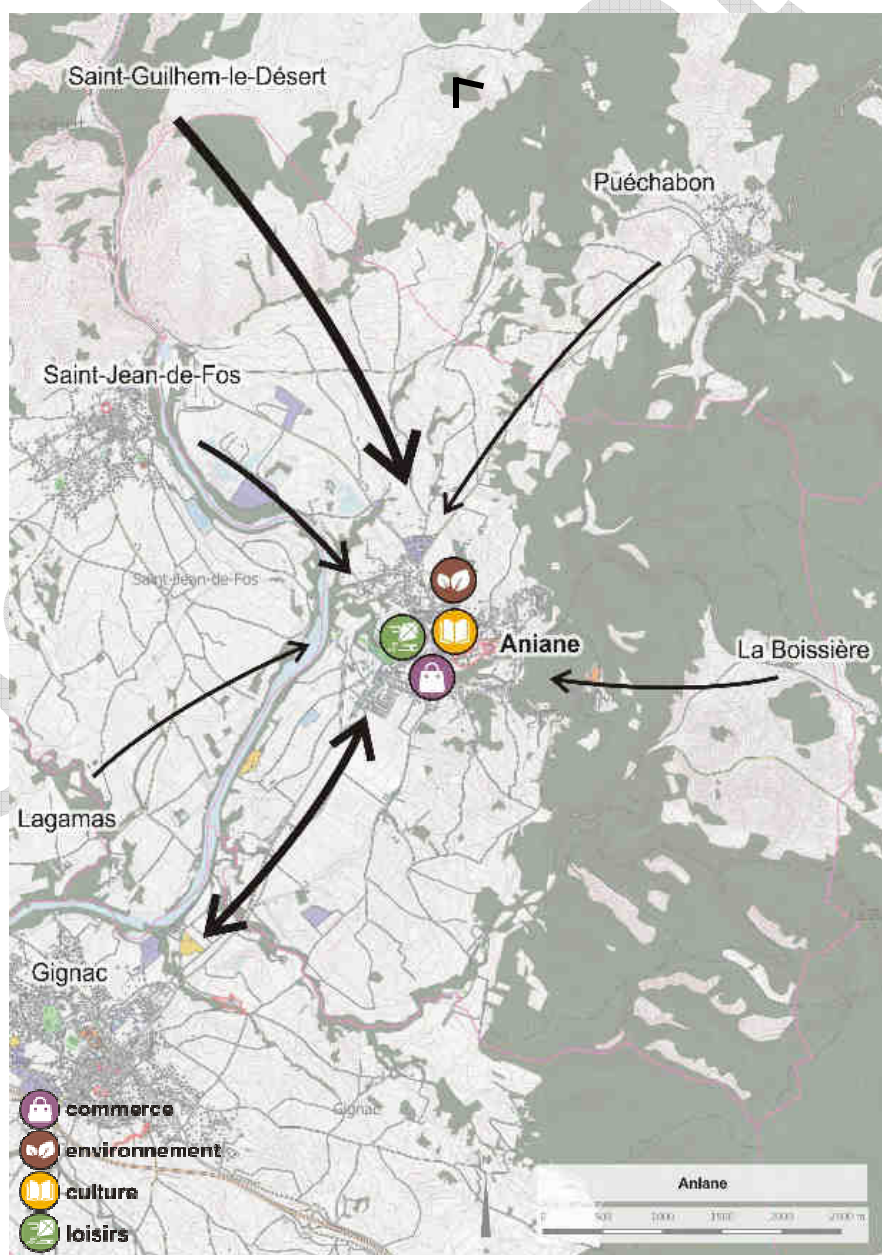 Saint-Guilhem-le-Désert
Puéchabon
Saint-Jean-de-Fos
Saint-Jean-de-Fos
Aniane
La Boissière
Lagamas
Gignac
Gignac
commerce
environnement
culture
loisirs
Aniane
0 500 1000 1500 2000 2500 m